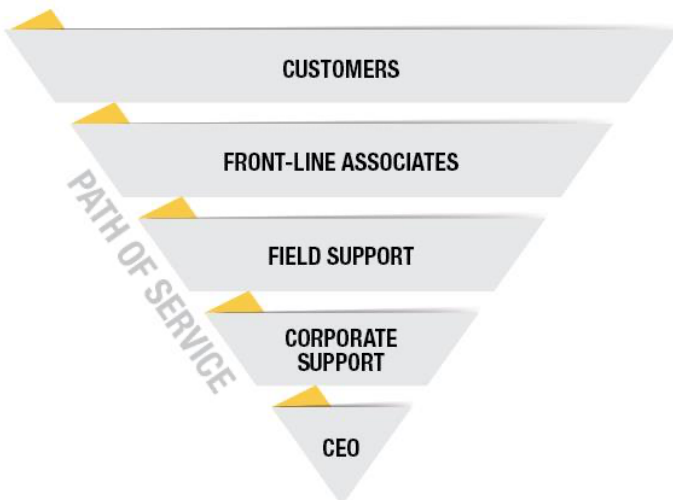 CUSTOMERS
FRONT-LINE ASSOCIATES
PATH OF SERVICE
FIELD SUPPORT
CORPORATE
SUPPORT
CEO